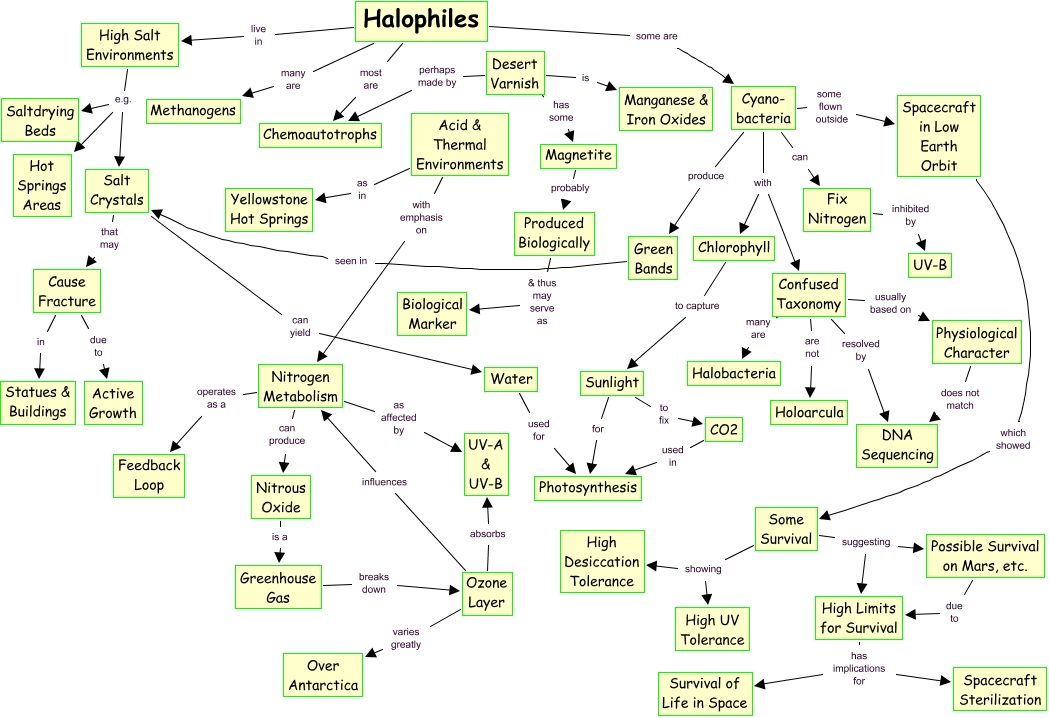 Halophiles
live
in
some are
High Salt
Environments
many
are
most
are
perhaps
made by
Desert
Varnish
is
Manganese &
Iron Oxides
Cyano-
bacteria
some
flown
outside
Spacecraft
in Low
Earth
Orbit
e.g.
Saltdrying
Beds
Methanogens
Chemoautotrophs
has
some
Acid &
Thermal
Environments
Magnetite
can
Hot
Springs
Areas
Salt
Crystals
as
in
Yellowstone
Hot Springs
with
emphasis
on
probably
produce
with
Fix
Nitrogen
inhibited
by
Produced
Biologically
that
may
Green
Bands
Chlorophyll
UV-B
seen in
Cause
Fracture
& thus
may
serve
as
Confused
Taxonomy
usually
based on
Biological
Marker
to capture
can
yield
many
are
are
not
resolved
by
Physiological
Character
in
due
to
Statues &
Buildings
Active
Growth
Nitrogen
Metabolism
Water
Sunlight
Halobacteria
does not
match
operates
as a
as
affected
by
to
fix
Holoarcula
can
produce
used
for
for
CO2
DNA
Sequencing
which
showed
Feedback
Loop
UV-A
&
UV-B
used
in
Nitrous
Oxide
influences
Photosynthesis
is a
absorbs
Some
Survival
suggesting
Possible Survival
on Mars, etc.
High
Desiccation
Tolerance
showing
Greenhouse
Gas
breaks
down
Ozone
Layer
High UV
Tolerance
High Limits
for Survival
due
to
varies
greatly
Over
Antarctica
has
implications
for
Survival of
Life in Space
Spacecraft
Sterilization